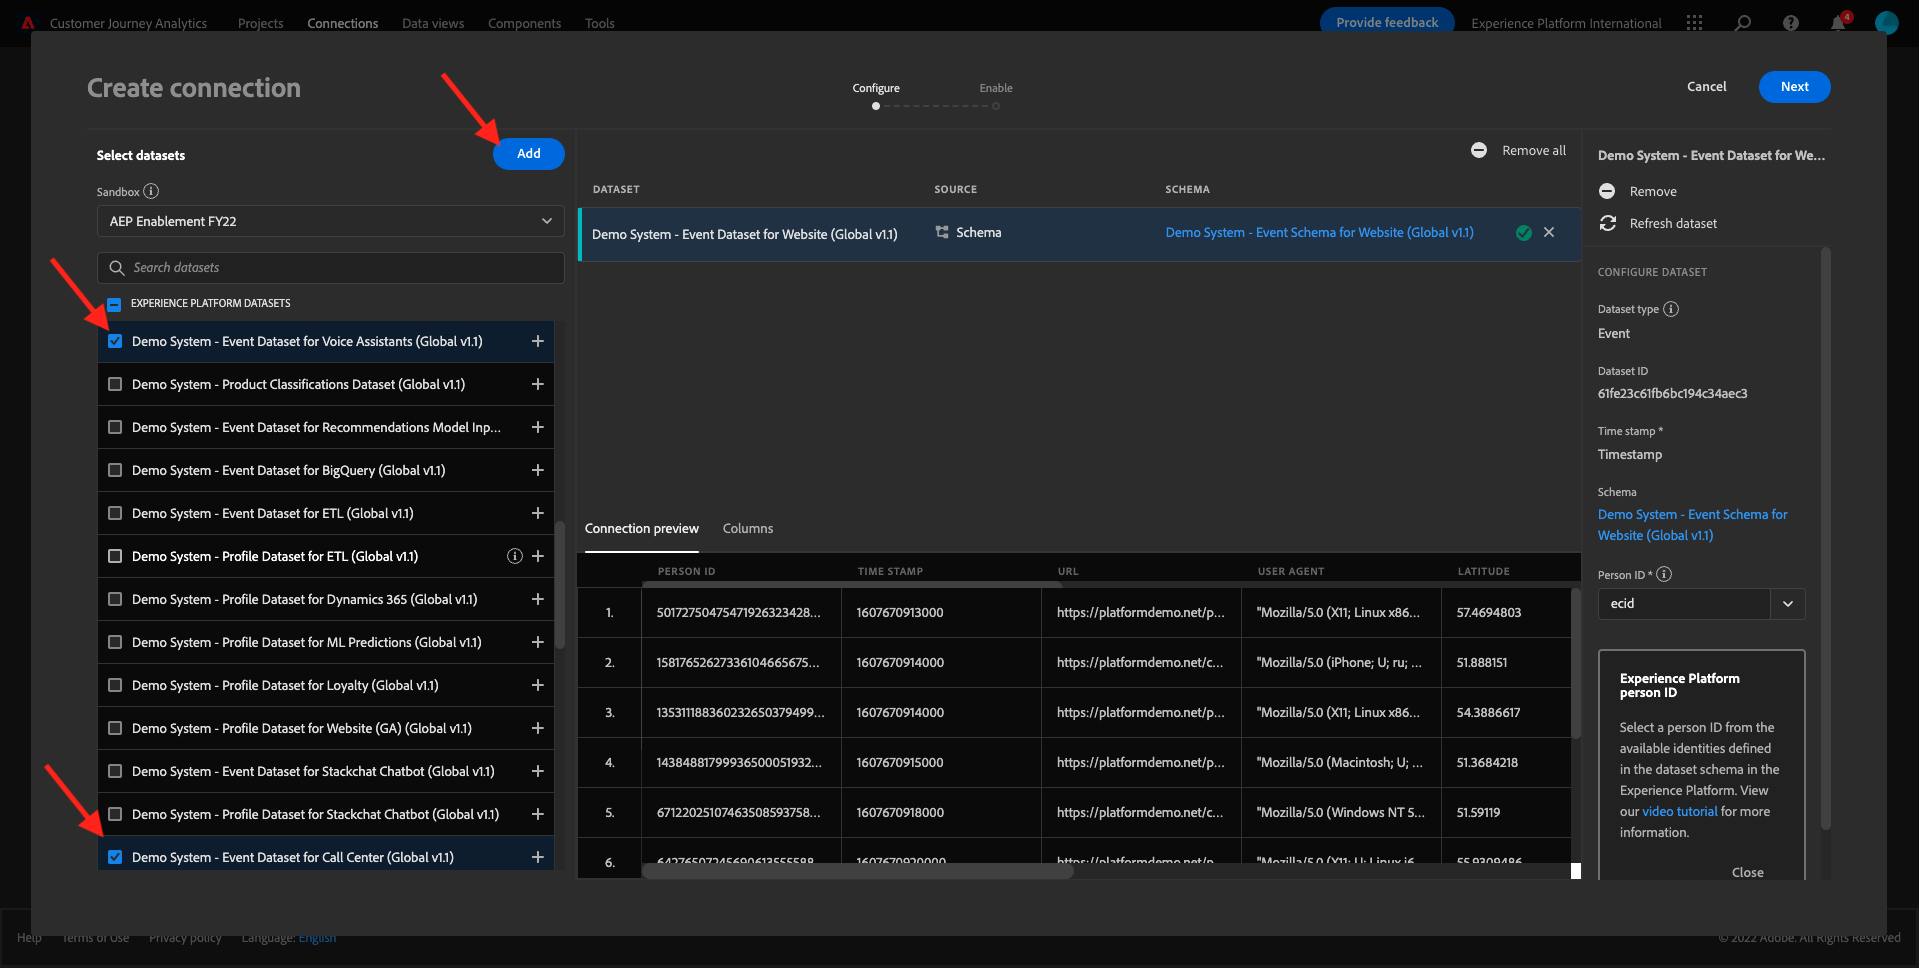 Customer Journey Analytics
Projects
Connections
Data views
Components
Tools
Provide feedback
Experience Platform International
4
Create connection
Configure
Enable
Cancel
Next
Select datasets
Add
Sandbox
AEP Enablement FY22
Search datasets
EXPERIENCE PLATFORM DATASETS
Demo System - Event Dataset for Voice Assistants (Global v1.1)
Demo System - Product Classifications Dataset (Global v1.1)
Demo System - Event Dataset for Recommendations Model Inp...
Demo System - Event Dataset for BigQuery (Global v1.1)
Demo System - Event Dataset for ETL (Global v1.1)
Demo System - Profile Dataset for ETL (Global v1.1)
Demo System - Profile Dataset for Dynamics 365 (Global v1.1)
Demo System - Profile Dataset for ML Predictions (Global v1.1)
Demo System - Profile Dataset for Loyalty (Global v1.1)
Demo System - Profile Dataset for Website (GA) (Global v1.1)
Demo System - Event Dataset for Stackchat Chatbot (Global v1.1)
Demo System - Profile Dataset for Stackchat Chatbot (Global v1.1)
Demo System - Event Dataset for Call Center (Global v1.1)
Remove all
DATASET SOURCE SCHEMA
Demo System - Event Dataset for Website (Global v1.1) Schema Demo System - Event Schema for Website (Global v1.1)
Connection preview
Columns
PERSON ID TIME STAMP URL USER AGENT LATITUDE
1. 50172750475471926323428... 1607670913000 https://platformdemo.net/p... "Mozilla/5.0 (X11; Linux x86... 57.4694803
2. 15817652627336104665675... 1607670914000 https://platformdemo.net/c... "Mozilla/5.0 (iPhone; U; ru; ... 51.888151
3. 135311188360232650379499... 1607670914000 https://platformdemo.net/p... "Mozilla/5.0 (X11; Linux x86... 54.3886617
4. 14384881799936500051932... 1607670915000 https://platformdemo.net/p... "Mozilla/5.0 (Macintosh; U; ... 51.3684218
5. 67122025107463508593758... 1607670918000 https://platformdemo.net/c... "Mozilla/5.0 (Windows NT 5... 51.59119
6. 64276507245690613555588... 1607670920000 https://platformdemo.net/p... "Mozilla/5.0 (X11; U; Linux i6... 55.9309486
Demo System - Event Dataset for We...
Remove
Refresh dataset
CONFIGURE DATASET
Dataset type
Event
Dataset ID
61fe23c61fb6bc194c34aec3
Time stamp *
Timestamp
Schema
Demo System - Event Schema for
Website (Global v1.1)
Person ID *
ecid
Experience Platform
person ID
Select a person ID from the
available identities defined
in the dataset schema in the
Experience Platform. View
our video tutorial for more
information.
Close
Help
Terms of Use
Privacy policy
Language: English
© 2022 Adobe. All Rights Reserved